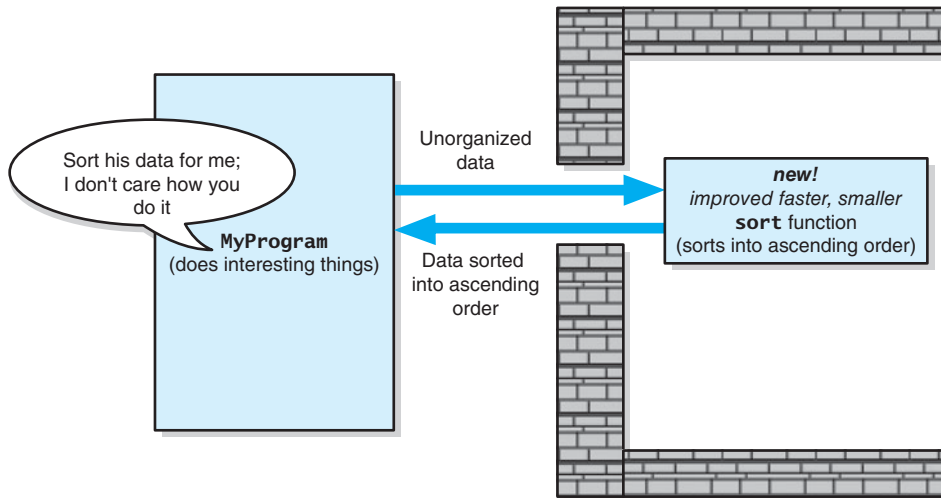 Sort his data for me;
I don't care how you
do it
MyProgram
(does interesting things)
Unorganized
data
Data sorted
into ascending
order
new!
improved faster, smaller
sort function
(sorts into ascending order)